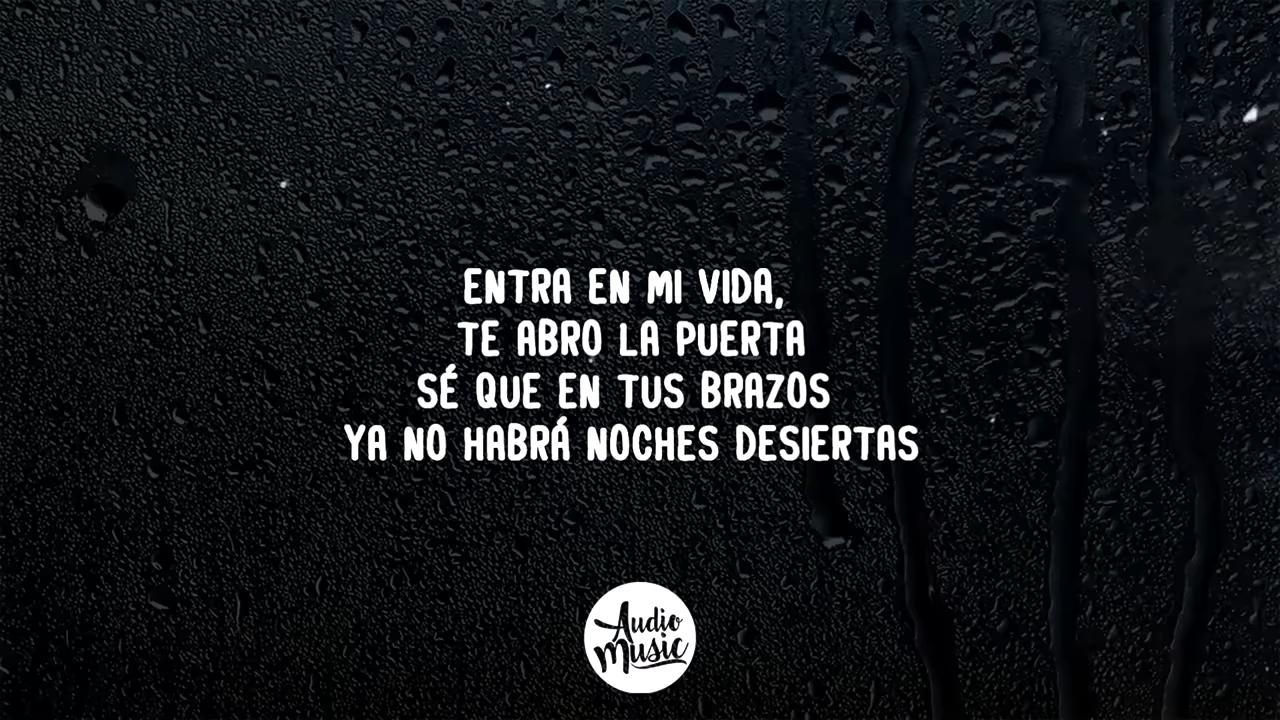 ENTRA EN MI VIDA,
TE ABRO LA PUERTA
SÉ QUE EN TUS BRAZOS
YA NO HABRÁ NOCHES DESIERTAS
Audio
Music